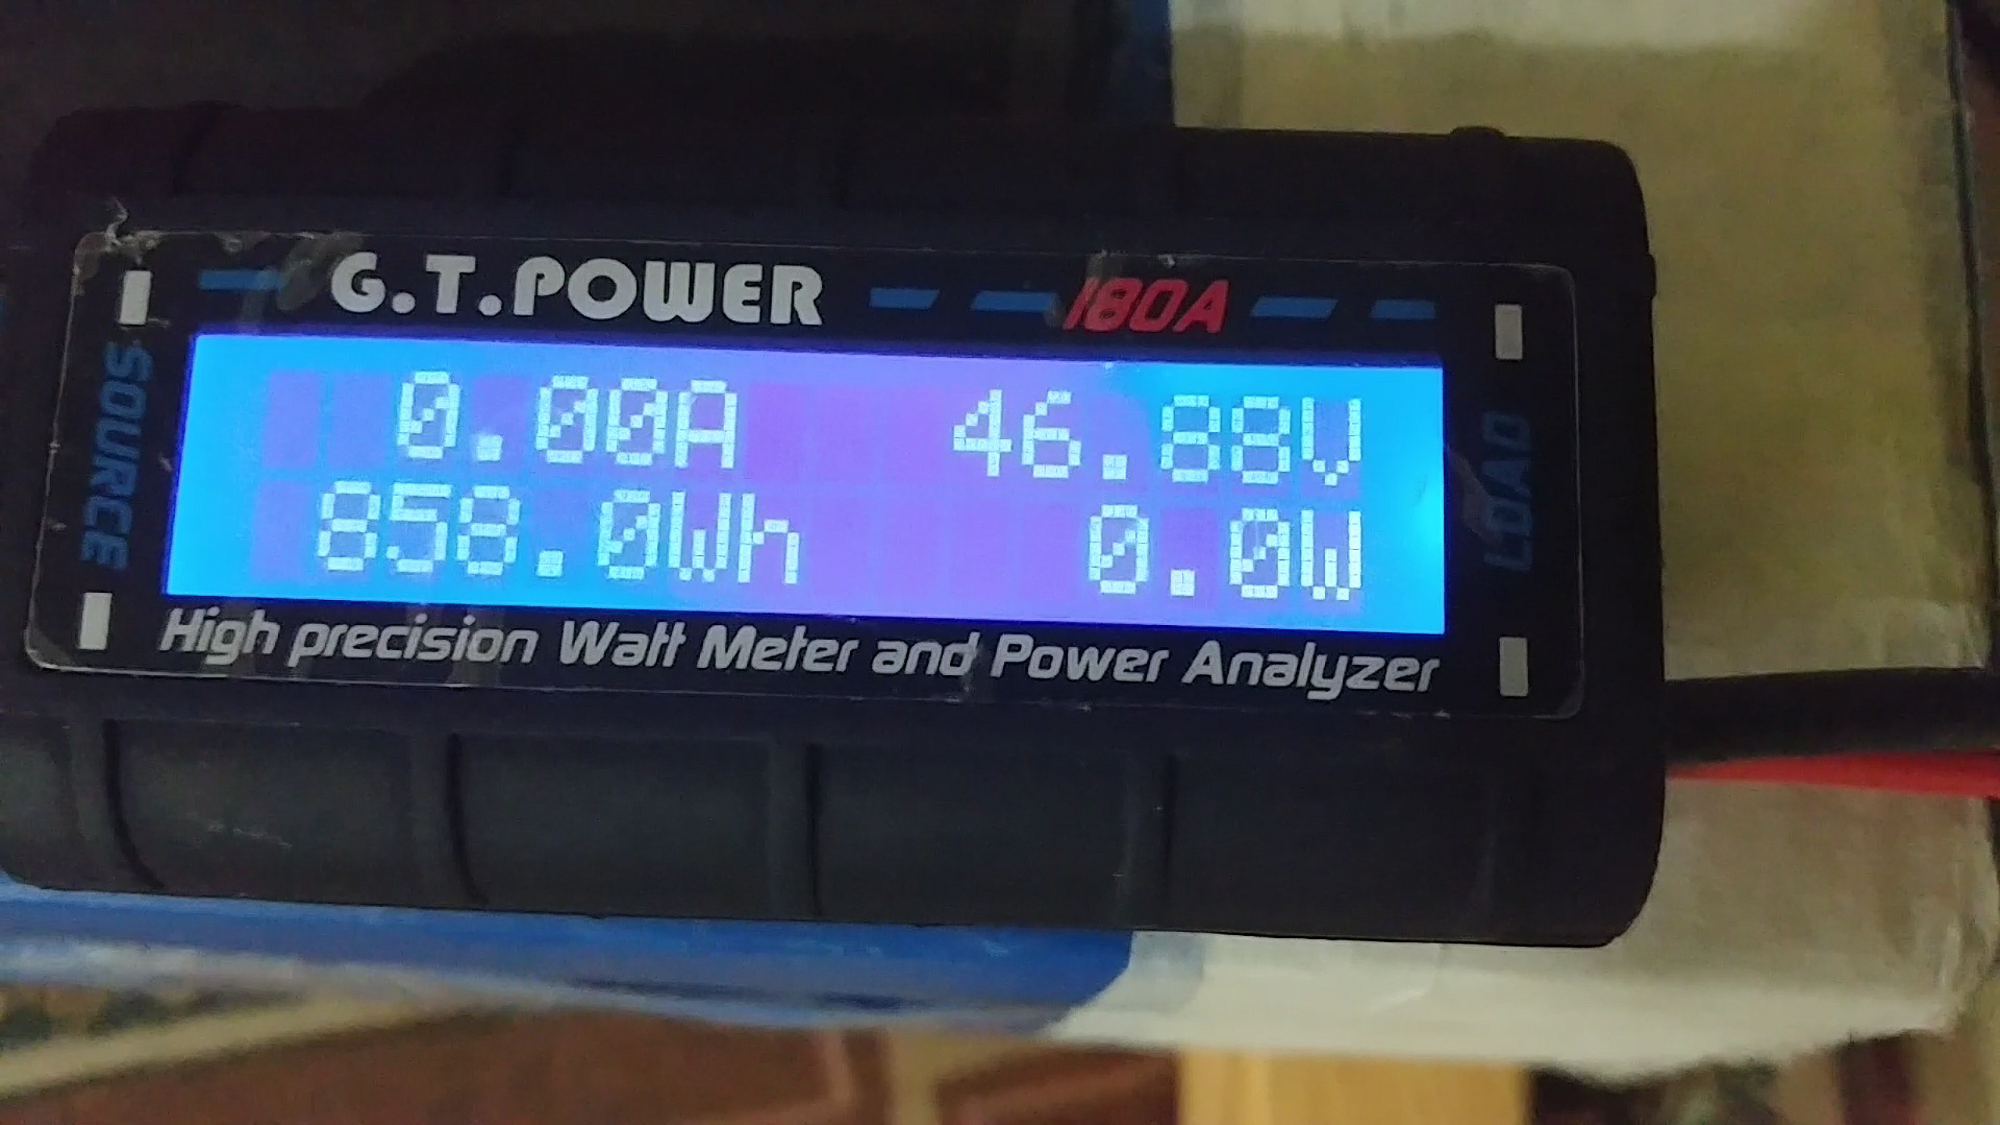 G.T.POWER 180A
SOURCE
0.00A 46.88V
858.0Wh 0.0W
LOAD
High precision Watt Meter and Power Analyzer